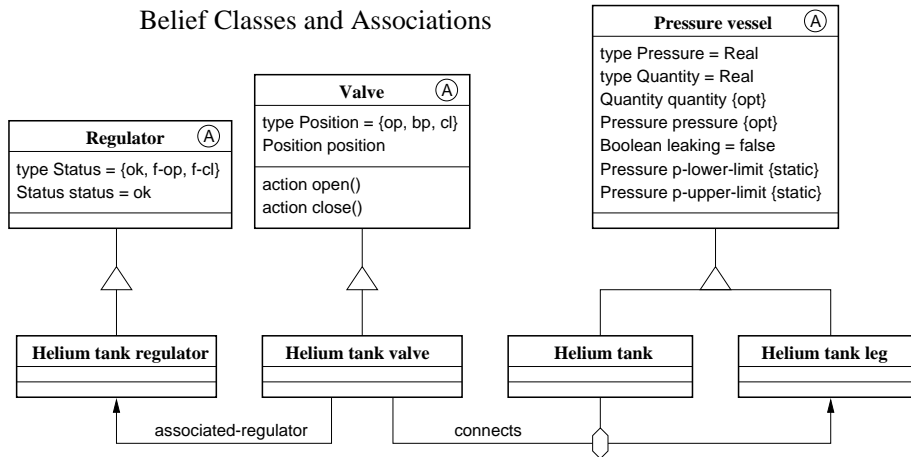 Belief Classes and Associations
Pressure vessel
A
type Pressure = Real
type Quantity = Real
Quantity quantity {opt}
Pressure pressure {opt}
Boolean leaking = false
Pressure p-lower-limit {static}
Pressure p-upper-limit {static}
Valve
A
type Position = {op, bp, cl}
Position position
action open()
action close()
Regulator
A
type Status = {ok, f-op, f-cl}
Status status = ok
Helium tank regulator
Helium tank valve
Helium tank
Helium tank leg
associated-regulator
connects